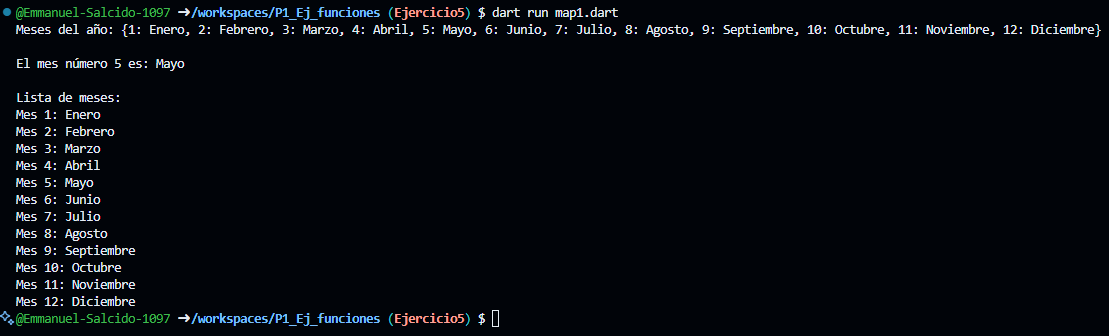 @Emmanuel-Salcido-1097 ➜/workspaces/P1_Ej_funciones (Ejercicio5) $ dart run map1.dart
Meses del año: {1: Enero, 2: Febrero, 3: Marzo, 4: Abril, 5: Mayo, 6: Junio, 7: Julio, 8: Agosto, 9: Septiembre, 10: Octubre, 11: Noviembre, 12: Diciembre}
El mes número 5 es: Mayo
Lista de meses:
Mes 1: Enero
Mes 2: Febrero
Mes 3: Marzo
Mes 4: Abril
Mes 5: Mayo
Mes 6: Junio
Mes 7: Julio
Mes 8: Agosto
Mes 9: Septiembre
Mes 10: Octubre
Mes 11: Noviembre
Mes 12: Diciembre
@Emmanuel-Salcido-1097 ➜/workspaces/P1_Ej_funciones (Ejercicio5) $